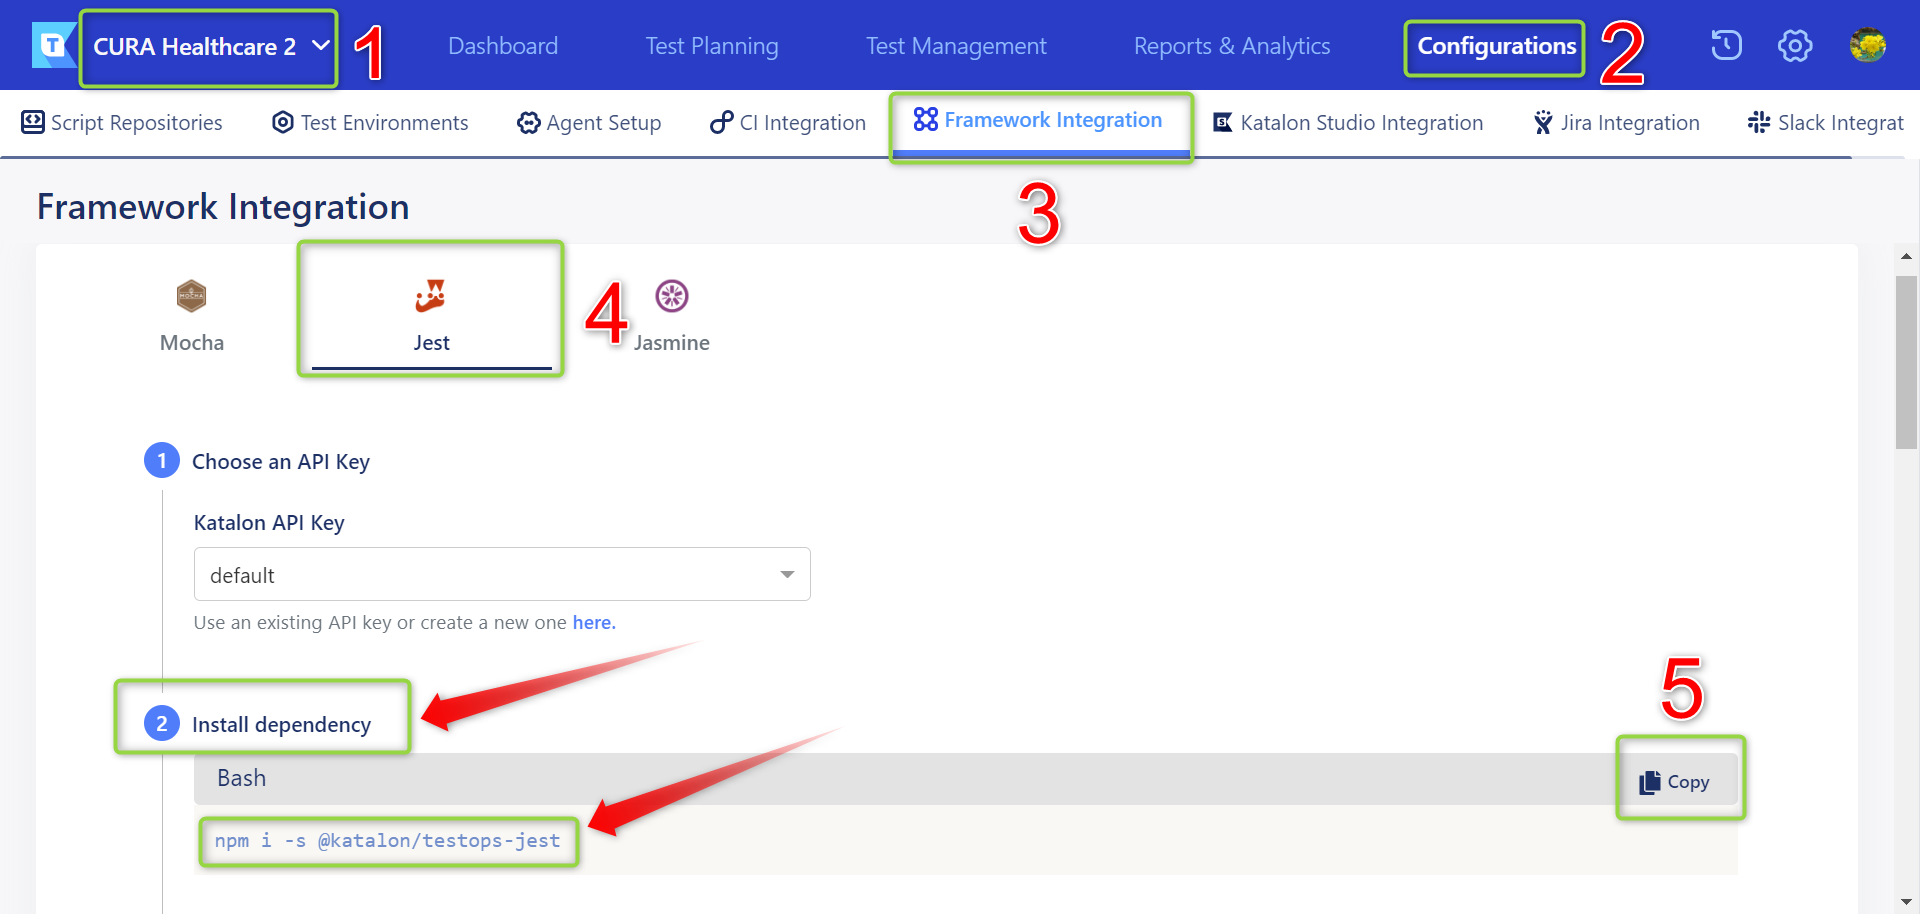 T CURA Healthcare 2 1 Dashboard Test Planning Test Management Reports & Analytics Configurations 2
Script Repositories Test Environments Agent Setup CI Integration Framework Integration Katalon Studio Integration Jira Integration Slack Integrat
3
Framework Integration
MOCHA
4
Mocha Jest Jasmine
1 Choose an API Key
Katalon API Key
default
Use an existing API key or create a new one here.
5
2 Install dependency
Bash Copy
npm i -s @katalon/testops-jest